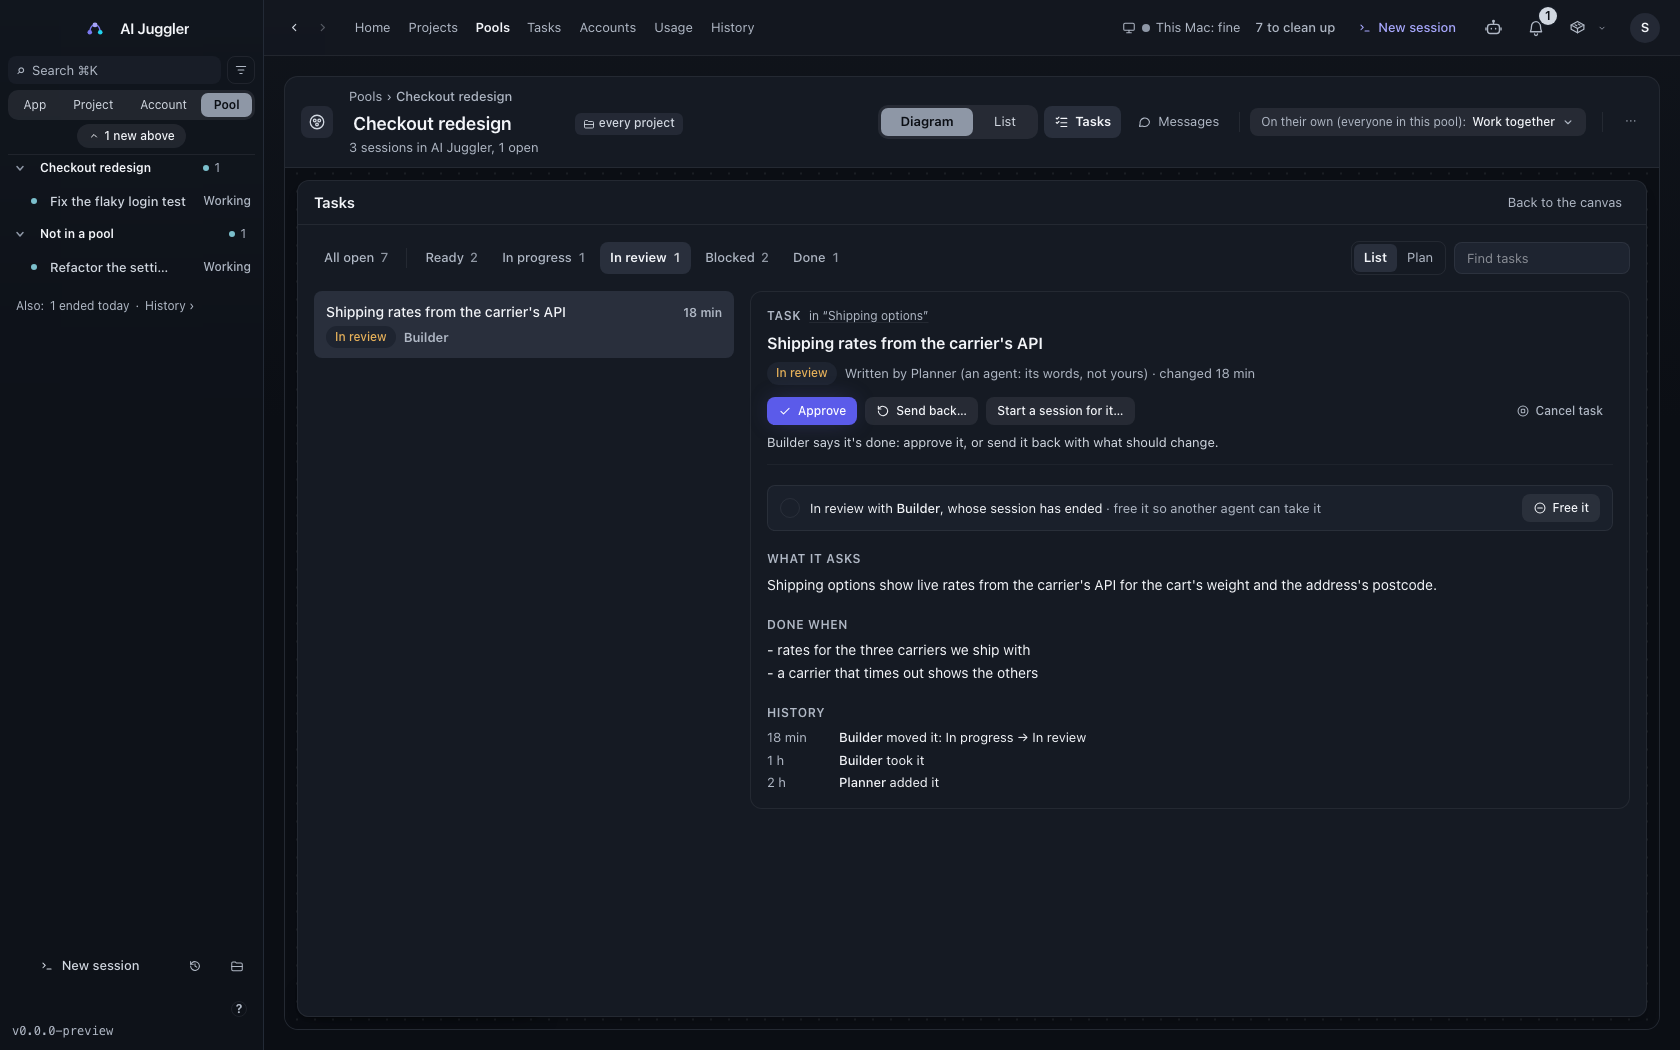 AI Juggler
Search ⌘K
App Project Account Pool
1 new above
Checkout redesign 1
Fix the flaky login test Working
Not in a pool 1
Refactor the setti... Working
Also: 1 ended today · History ›
New session
?
v0.0.0-preview
Home Projects Pools Tasks Accounts Usage History
This Mac: fine 7 to clean up New session 1 S
Pools › Checkout redesign
Checkout redesign every project
3 sessions in AI Juggler, 1 open
Diagram List Tasks Messages On their own (everyone in this pool): Work together ...
Tasks Back to the canvas
All open 7 Ready 2 In progress 1 In review 1 Blocked 2 Done 1 List Plan Find tasks
Shipping rates from the carrier's API 18 min
In review Builder
TASK in “Shipping options”
Shipping rates from the carrier's API
In review Written by Planner (an agent: its words, not yours) · changed 18 min
Approve Send back... Start a session for it... Cancel task
Builder says it's done: approve it, or send it back with what should change.
In review with Builder, whose session has ended · free it so another agent can take it Free it
WHAT IT ASKS
Shipping options show live rates from the carrier's API for the cart's weight and the address's postcode.
DONE WHEN
- rates for the three carriers we ship with
- a carrier that times out shows the others
HISTORY
18 min Builder moved it: In progress → In review
1 h Builder took it
2 h Planner added it